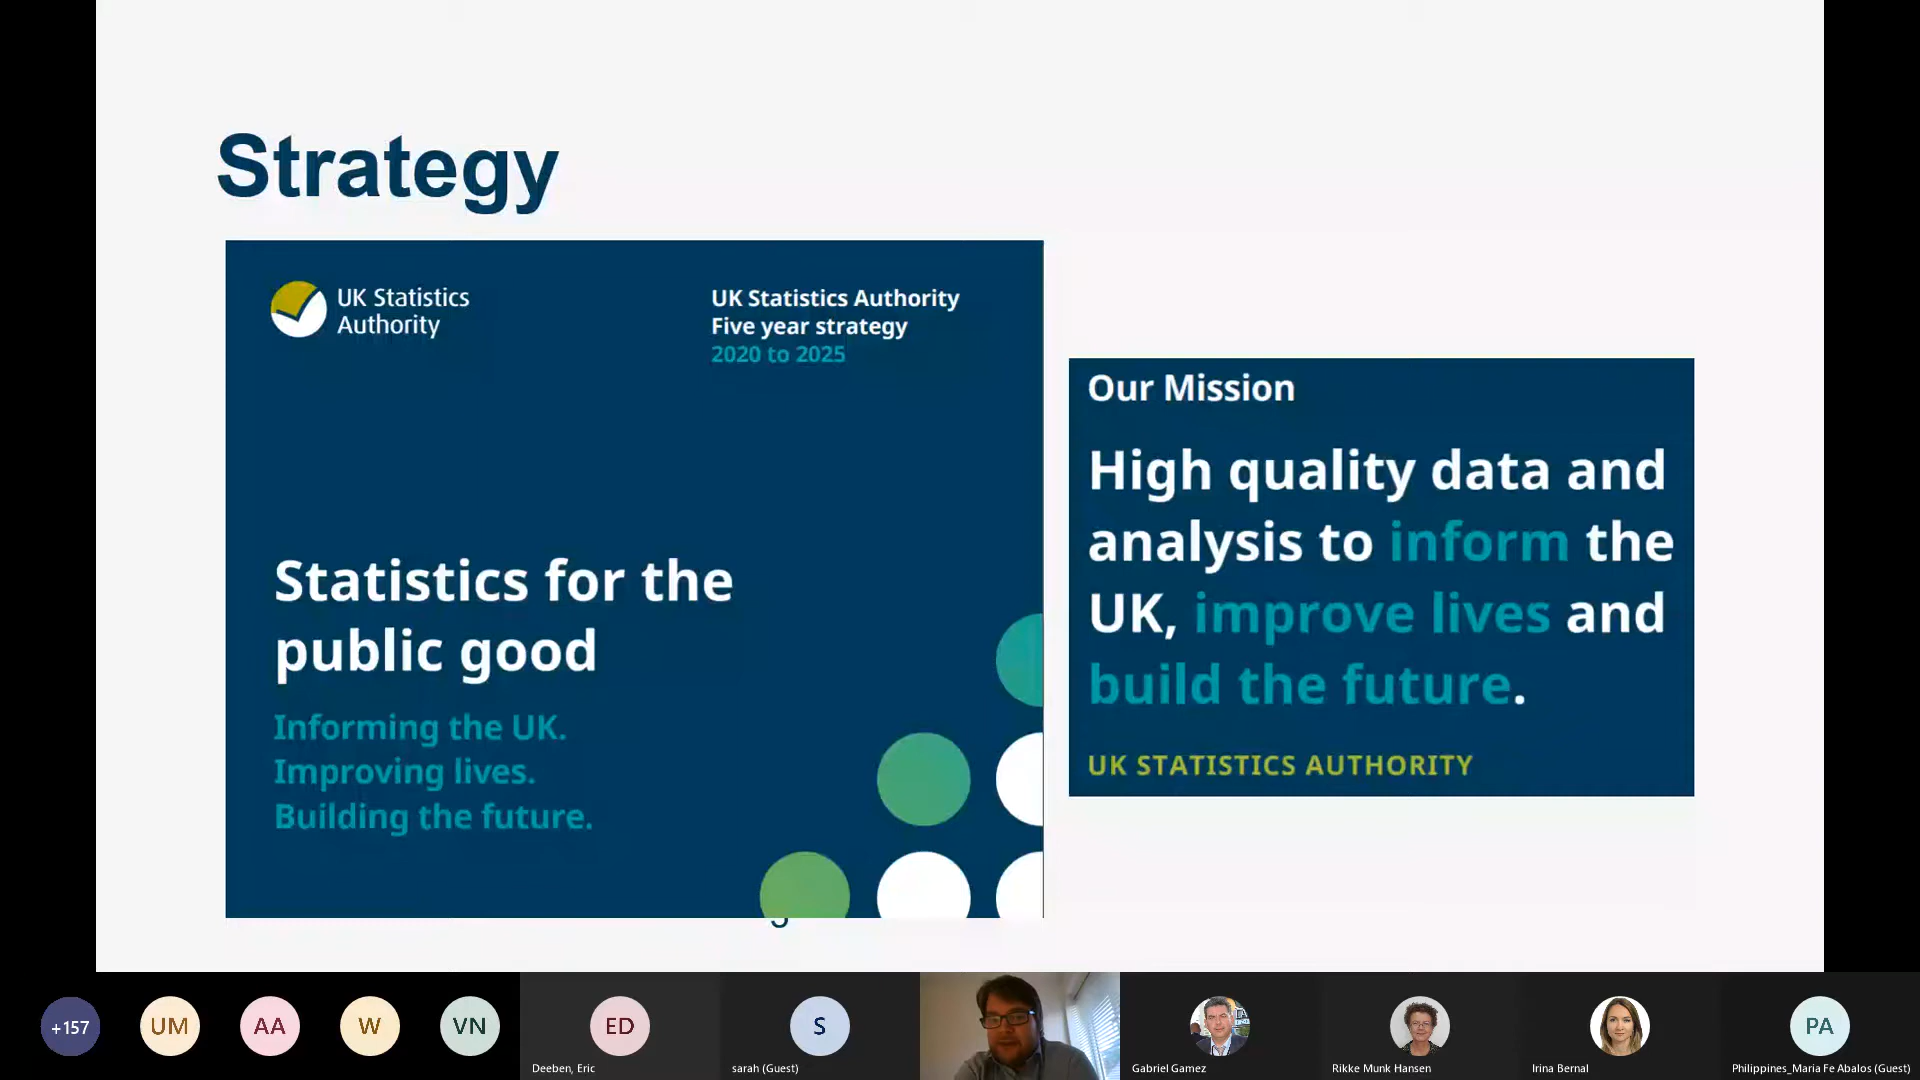 Strategy
UK Statistics
Authority
UK Statistics Authority
Five year strategy
2020 to 2025
Statistics for the
public good
Informing the UK.
Improving lives.
Building the future.
Our Mission
High quality data and
analysis to inform the
UK, improve lives and
build the future.
UK STATISTICS AUTHORITY
+157
UM
AA
W
VN
ED
Deeben, Eric
S
sarah (Guest)
Gabriel Gamez
Rikke Munk Hansen
Irina Bernal
PA
Philippines_Maria Fe Abalos (Guest)